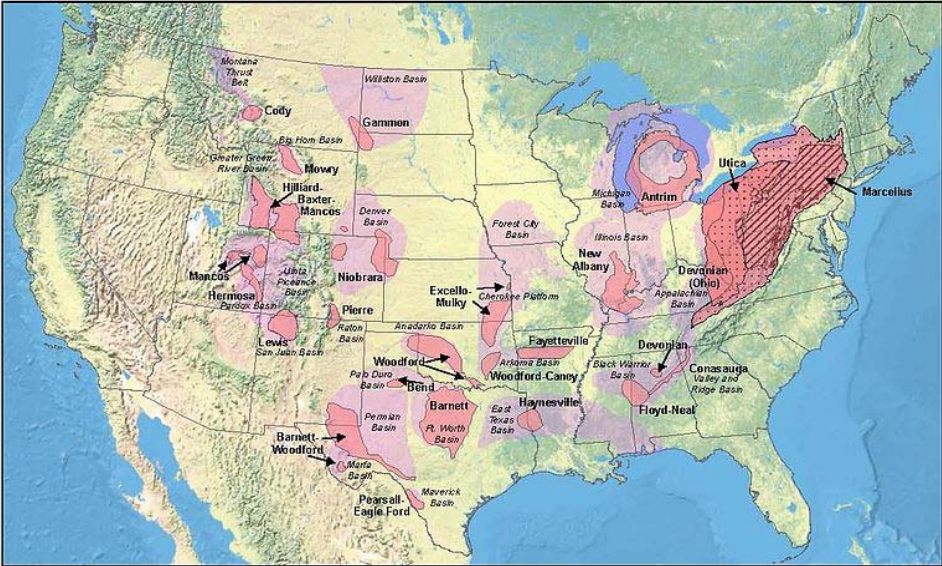 Montana
Thrust
Belt
Williston Basin
Cody
Gammon
Big Horn Basin
Greater Green
River Basin
Mowry
Hilliard-
Baxter-
Mancos
Michigan
Basin
Antrim
Utica
Marcellus
Denver
Basin
Forest City
Basin
Illinois Basin
Mancos
Uinta
Piceance
Basin
Niobrara
New
Albany
Devonian
(Ohio)
Hermosa
Paradox Basin
Excello-
Mulky
Cherokee Platform
Appalachian
Basin
Pierre
Raton
Basin
Lewis
San Juan Basin
Anadarko Basin
Fayetteville
Devonian
Woodford
Arkoma Basin
Black Warrior
Basin
Conasauga
Valley and
Ridge Basin
Palo Duro
Basin
Bend
Woodford-Caney
Barnett
Ft. Worth
Basin
Haynesville
East
Texas
Basin
Floyd-Neal
Permian
Basin
Barnett-
Woodford
Marfa
Basin
Pearsall-
Eagle Ford
Maverick
Basin